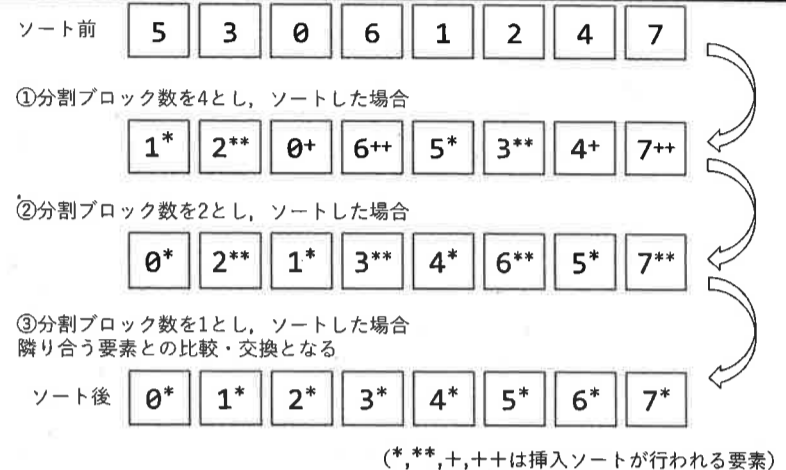 ソート前 5 3 0 6 1 2 4 7
①分割ブロック数を4とし，ソートした場合
1* 2** 0+ 6++ 5* 3** 4+ 7++
②分割ブロック数を2とし，ソートした場合
0* 2** 1* 3** 4* 6** 5* 7**
③分割ブロック数を1とし，ソートした場合
隣り合う要素との比較・交換となる
ソート後 0* 1* 2* 3* 4* 5* 6* 7*
(*,**,+,++は挿入ソートが行われる要素)